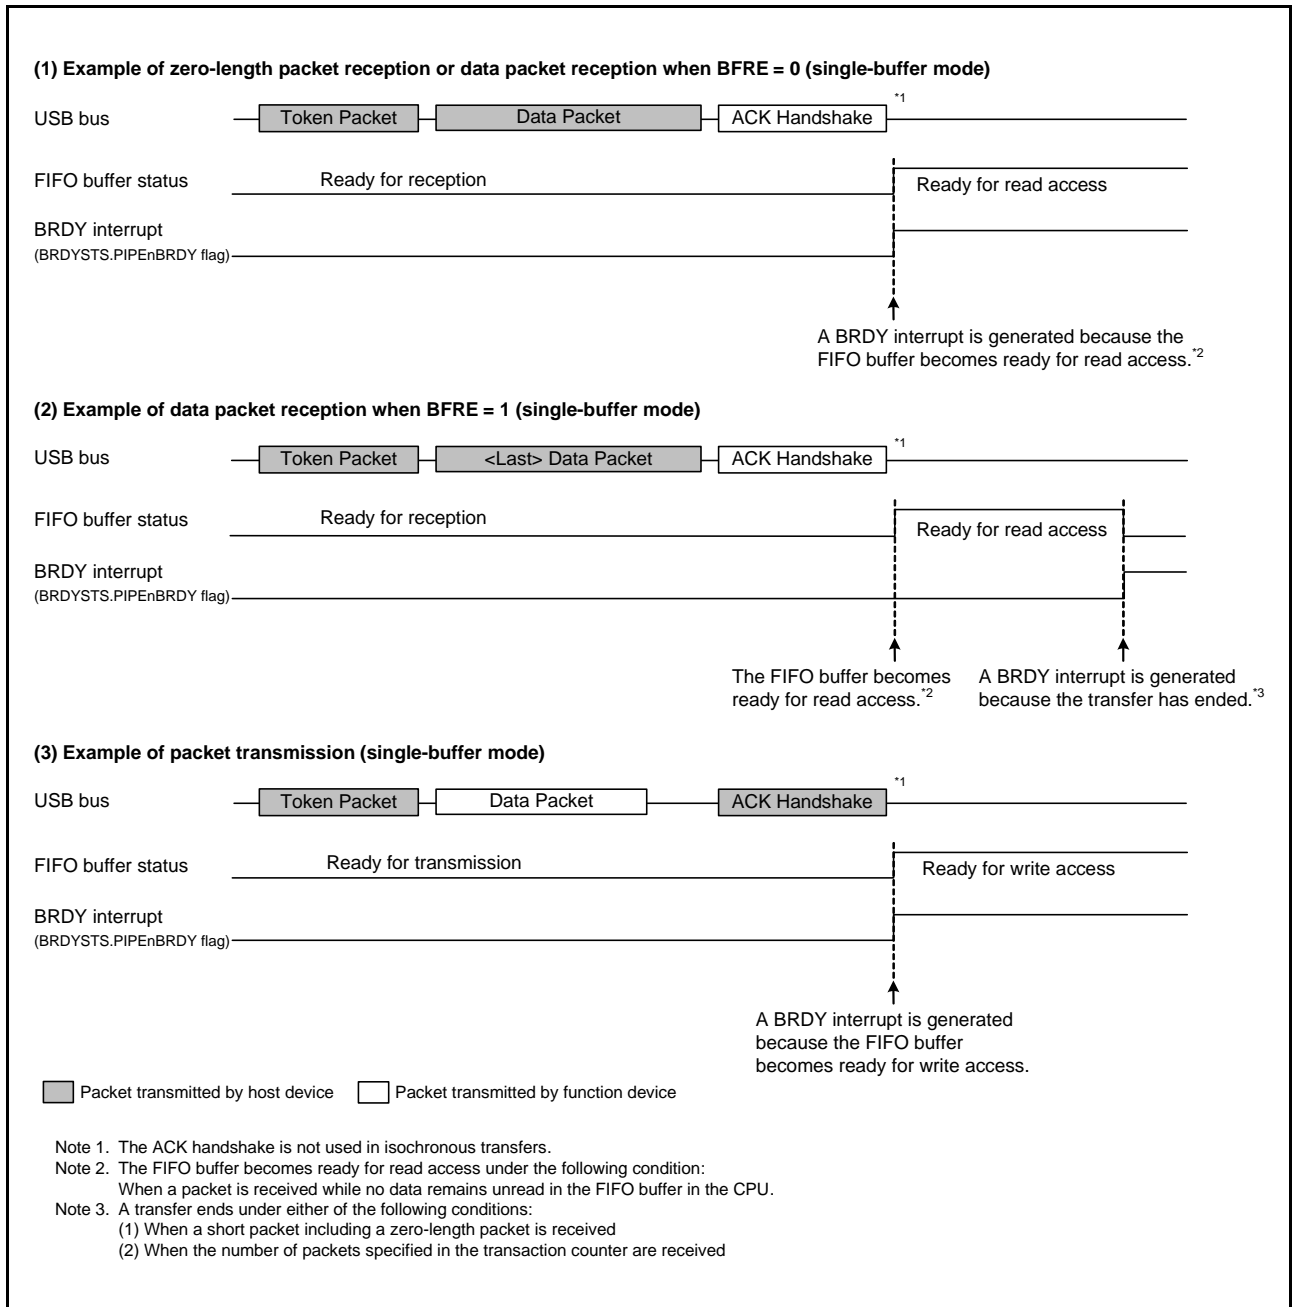 (1) Example of zero-length packet reception or data packet reception when BFRE = 0 (single-buffer mode)
USB bus
Token Packet
Data Packet
ACK Handshake
*1
FIFO buffer status
Ready for reception
Ready for read access
BRDY interrupt
(BRDYSTS.PIPEnBRDY flag)
A BRDY interrupt is generated because the
FIFO buffer becomes ready for read access.*2
(2) Example of data packet reception when BFRE = 1 (single-buffer mode)
USB bus
Token Packet
<Last> Data Packet
ACK Handshake
*1
FIFO buffer status
Ready for reception
Ready for read access
BRDY interrupt
(BRDYSTS.PIPEnBRDY flag)
The FIFO buffer becomes
ready for read access.*2
A BRDY interrupt is generated
because the transfer has ended.*3
(3) Example of packet transmission (single-buffer mode)
USB bus
Token Packet
Data Packet
ACK Handshake
*1
FIFO buffer status
Ready for transmission
Ready for write access
BRDY interrupt
(BRDYSTS.PIPEnBRDY flag)
A BRDY interrupt is generated
because the FIFO buffer
becomes ready for write access.
Packet transmitted by host device
Packet transmitted by function device
Note 1. The ACK handshake is not used in isochronous transfers.
Note 2. The FIFO buffer becomes ready for read access under the following condition:
When a packet is received while no data remains unread in the FIFO buffer in the CPU.
Note 3. A transfer ends under either of the following conditions:
(1) When a short packet including a zero-length packet is received
(2) When the number of packets specified in the transaction counter are received